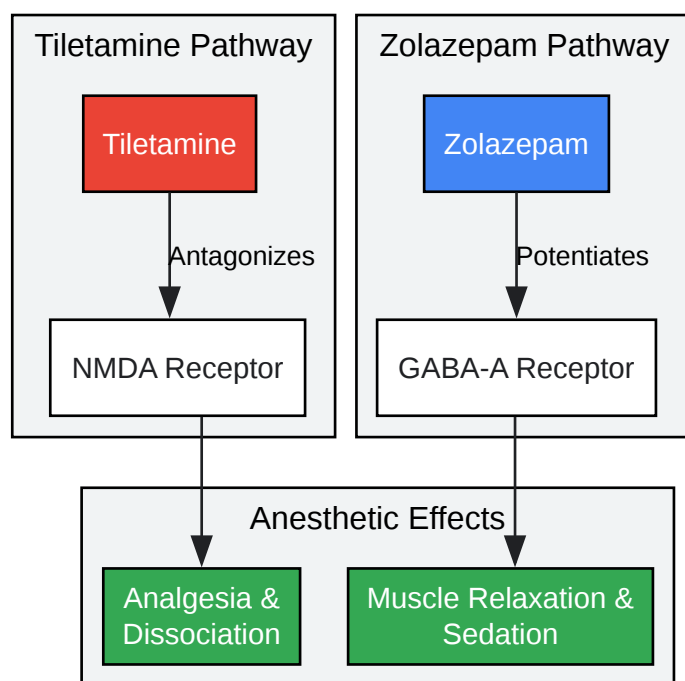 Tiletamine Pathway
Zolazepam Pathway
Tiletamine
Zolazepam
Antagonizes
Potentiates
NMDA Receptor
GABA-A Receptor
Anesthetic Effects
Analgesia &
Dissociation
Muscle Relaxation &
Sedation